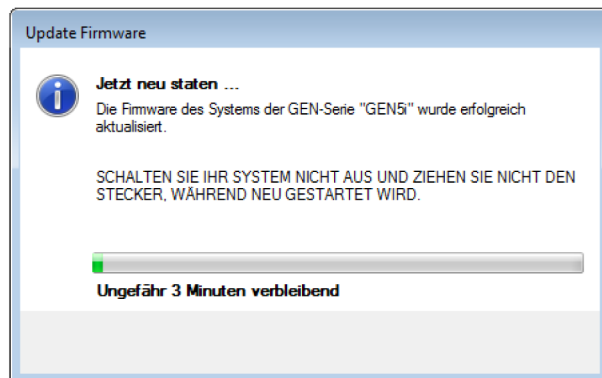 Update Firmware
Jetzt neu staten ...
Die Firmware des Systems der GEN-Serie "GEN5i" wurde erfolgreich
aktualisiert.
SCHALTEN SIE IHR SYSTEM NICHT AUS UND ZIEHEN SIE NICHT DEN
STECKER, WÄHREND NEU GESTARTET WIRD.
Ungefähr 3 Minuten verbleibend